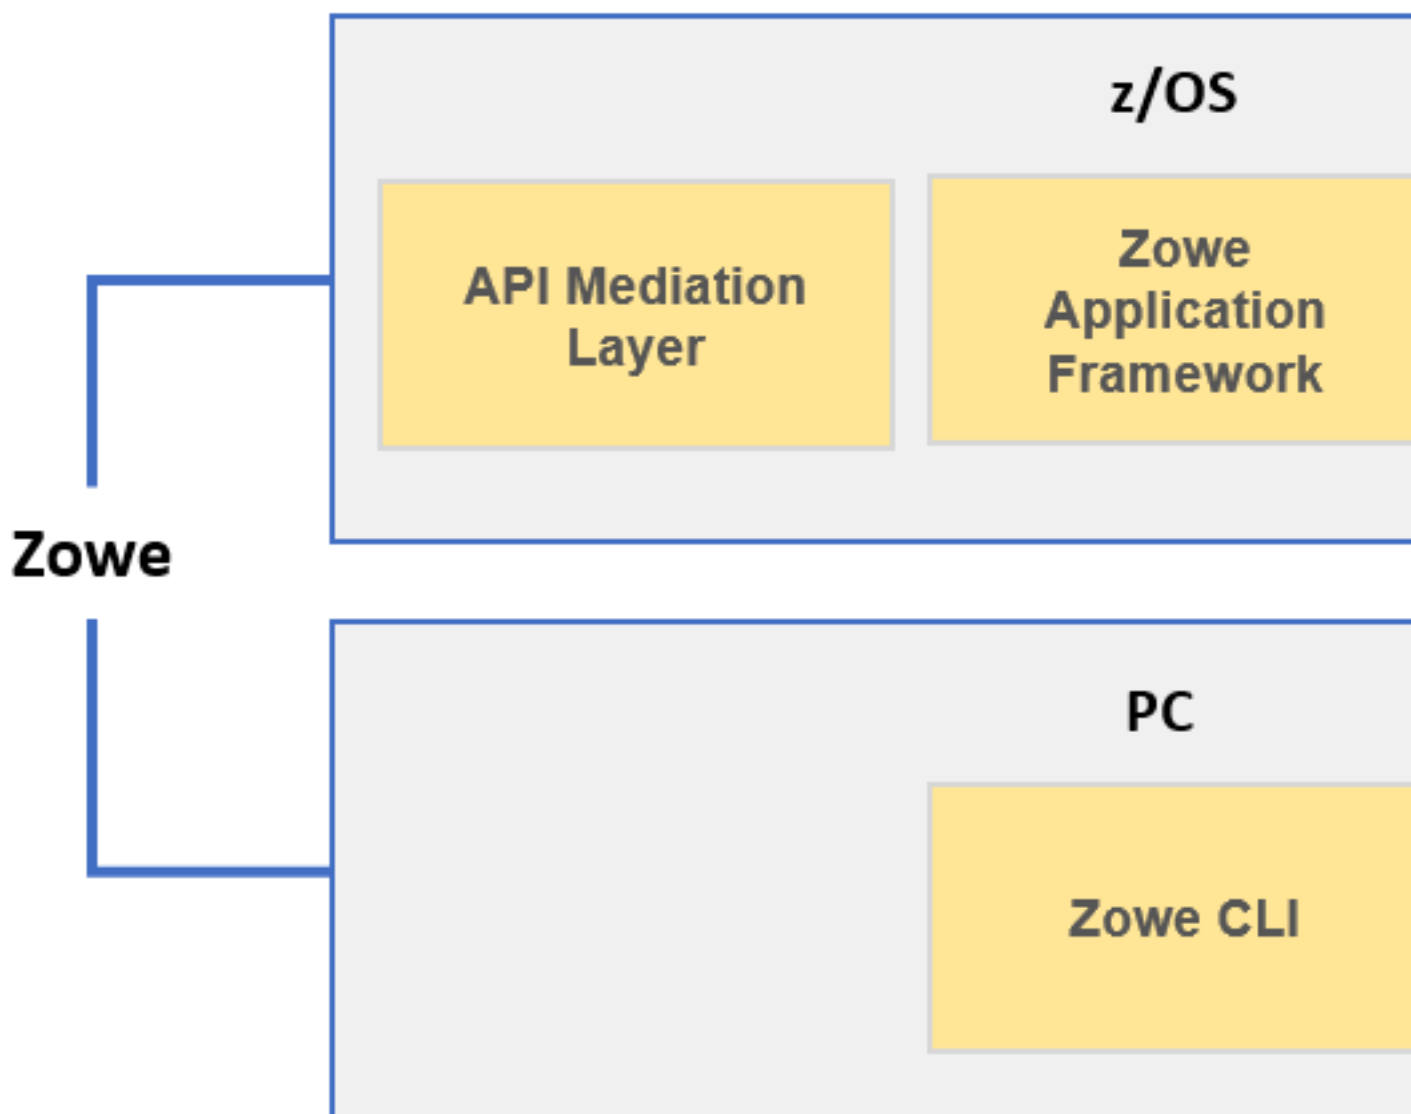 z/OS
API Mediation
Layer
Zowe
Application
Framework
Zowe
PC
Zowe CLI